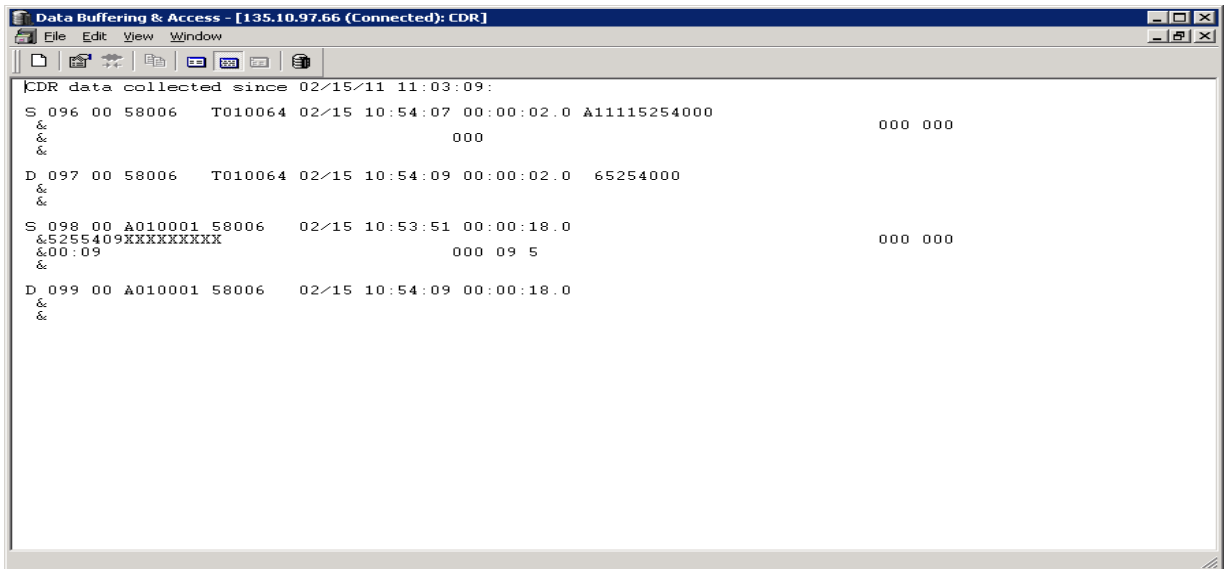 Data Buffering & Access - [135.10.97.66 (Connected): CDR]
File Edit View Window
CDR data collected since 02/15/11 11:03:09:
S 096 00 58006 T010064 02/15 10:54:07 00:00:02.0 A11115254000
& 000 000
& 000
&
D 097 00 58006 T010064 02/15 10:54:09 00:00:02.0 65254000
&
&
S 098 00 A010001 58006 02/15 10:53:51 00:00:18.0
&5255409XXXXXXXXX 000 000
&00:09 000 09 5
&
D 099 00 A010001 58006 02/15 10:54:09 00:00:18.0
&
&